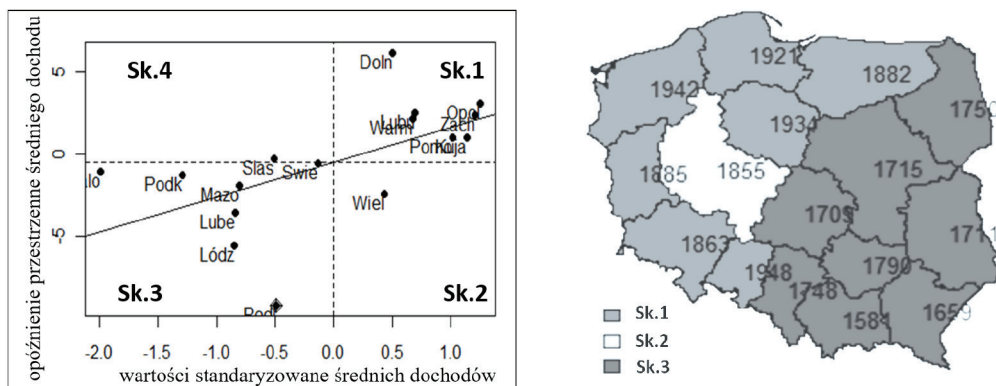 opóźnienie przestrzenne średniego dochodu
Sk.4
Sk.1
Doln
5
Opol
Lubu
Warm
Zach
Pomo
Kuja
0
Slas
Swie
Podk
Mazo
Wiel
Lube
-5
Lódz
Sk.3
Sk.2
-2.0 -1.5 -1.0 -0.5 0.0 0.5 1.0
wartości standaryzowane średnich dochodów
1921
1882
1942
1934
1715
1885
1855
1863
1790
1948
1748
1659
Sk.1
Sk.2
Sk.3